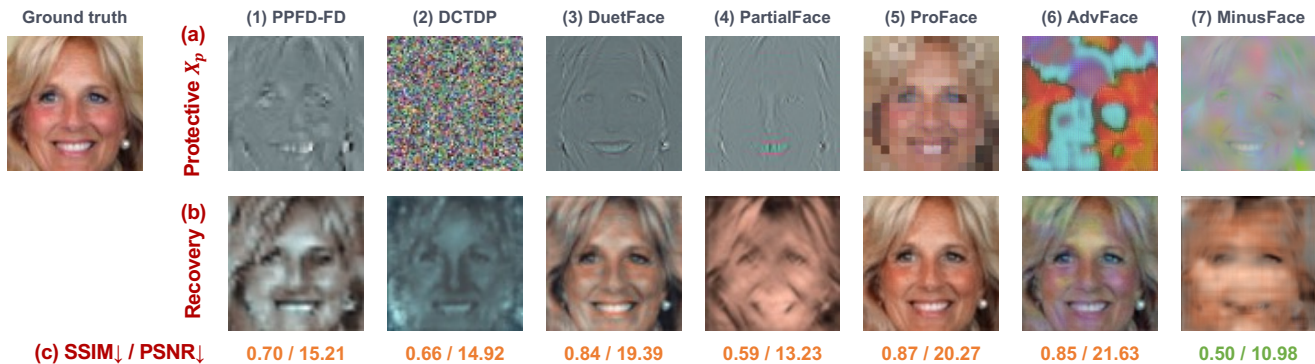 Ground truth
(1) PPFD-FD
(2) DCTDP
(3) DuetFace
(4) PartialFace
(5) ProFace
(6) AdvFace
(7) MinusFace
(a)
Protective Xₚ
(b)
Recovery
(c) SSIM↓ / PSNR↓
0.70 / 15.21
0.66 / 14.92
0.84 / 19.39
0.59 / 13.23
0.87 / 20.27
0.85 / 21.63
0.50 / 10.98